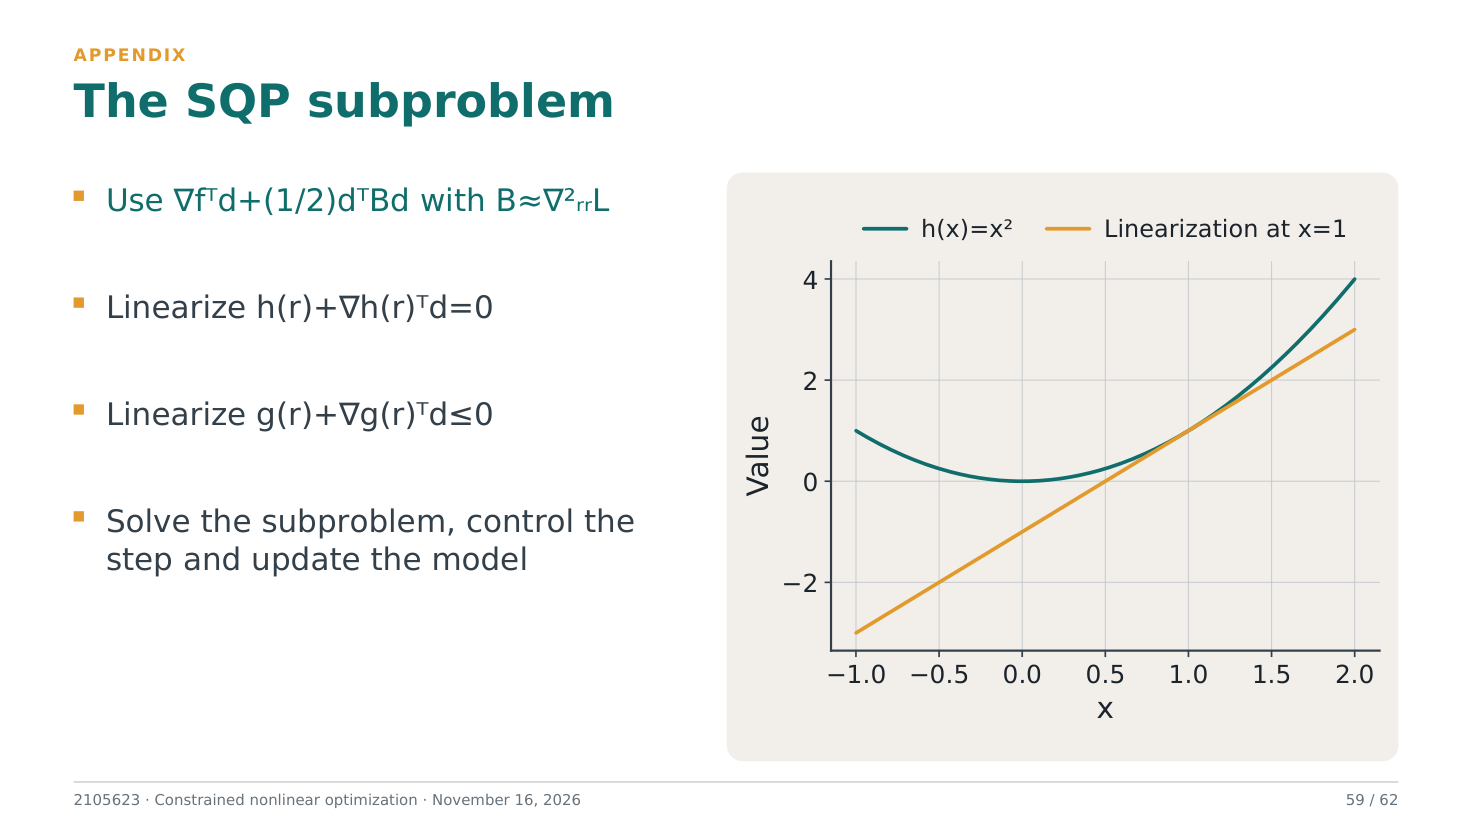 APPENDIX
The SQP subproblem
Use ∇fᵀd+(1/2)dᵀBd with B≈∇²ᵣᵣL
Linearize h(r)+∇h(r)ᵀd=0
Linearize g(r)+∇g(r)ᵀd≤0
Solve the subproblem, control the
step and update the model
h(x)=x²
Linearization at x=1
4
2
0
−2
Value
−1.0 −0.5 0.0 0.5 1.0 1.5 2.0
x
2105623 · Constrained nonlinear optimization · November 16, 2026
59 / 62